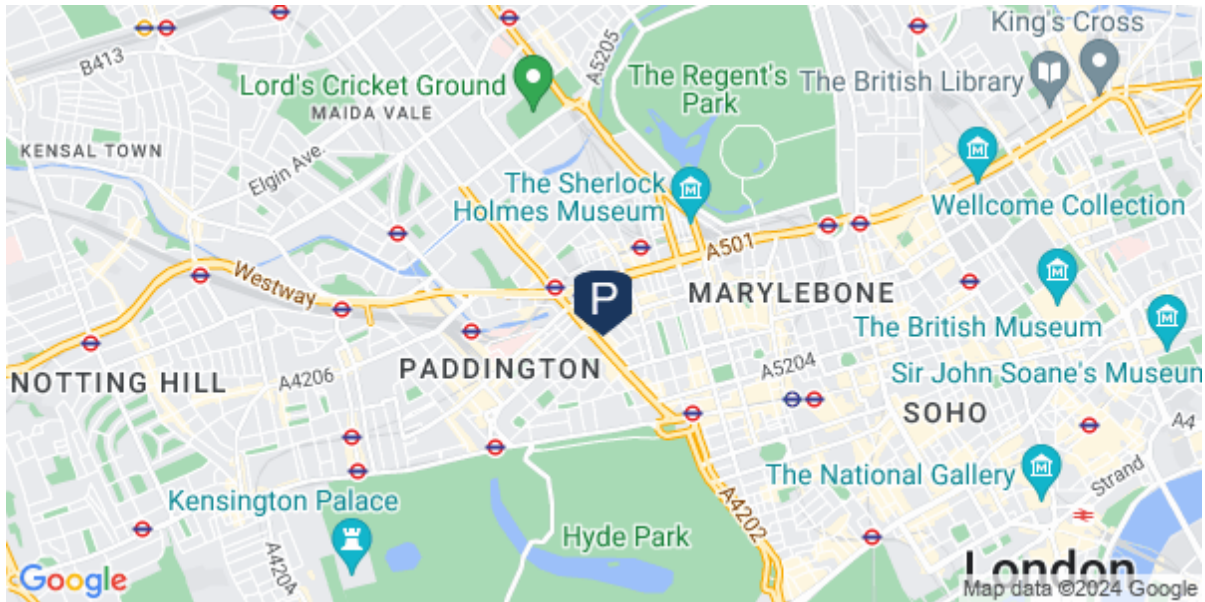 King's Cross
B413
A5205
Lord's Cricket Ground
The Regent's
Park
The British Library
MAIDA VALE
KENSAL TOWN
Elgin Ave.
The Sherlock
Holmes Museum
Wellcome Collection
A501
Westway
P
MARYLEBONE
The British Museum
PADDINGTON
A5204
NOTTING HILL
A4206
Sir John Soane's Museum
SOHO
A4
The National Gallery
Strand
Kensington Palace
A4202
Hyde Park
A4204
London
Google
Map data ©2024 Google